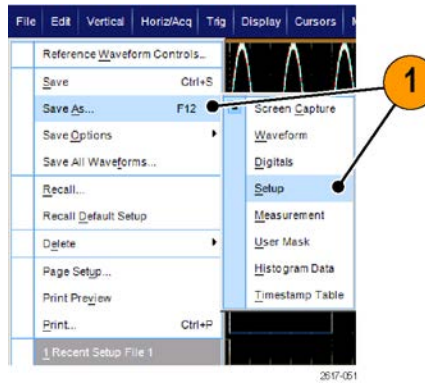 File Edit Vertical Horiz/Acq Trig Display Cursors
Reference Waveform Controls...
Save Ctrl+S
Save As... F12
Save Options
Save All Waveforms...
Recall...
Recall Default Setup
Delete
Page Setup...
Print Preview
Print... Ctrl+P
1 Recent Setup File 1
Screen Capture
Waveform
Digitals
Setup
Measurement
User Mask
Histogram Data
Timestamp Table
1
2617-051